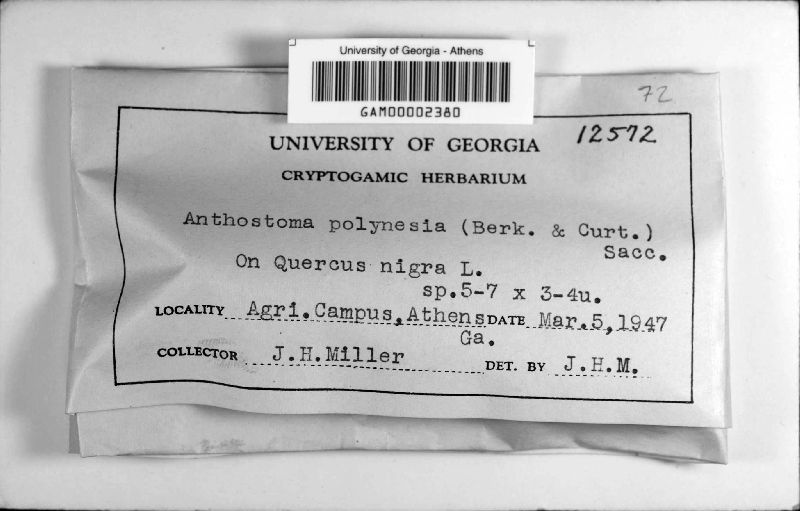 University of Georgia - Athens
GAM00002380
72
12572
UNIVERSITY OF GEORGIA
CRYPTOGAMIC HERBARIUM
Anthostoma polynesia (Berk. & Curt.)
Sacc.
On Quercus nigra L.
sp.5-7 x 3-4u.
LOCALITY Agri.Campus,Athens DATE Mar.5,1947
Ga.
COLLECTOR J.H.Miller DET. BY J.H.M.